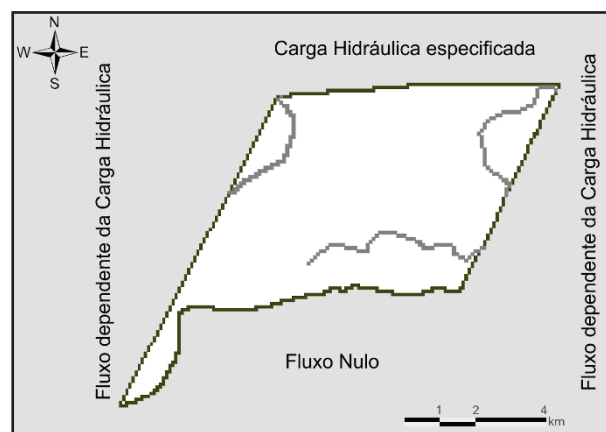 N
W E
S
Carga Hidráulica especificada
Fluxo dependente da Carga Hidráulica
Fluxo dependente da Carga Hidráulica
Fluxo Nulo
1 2 4
km